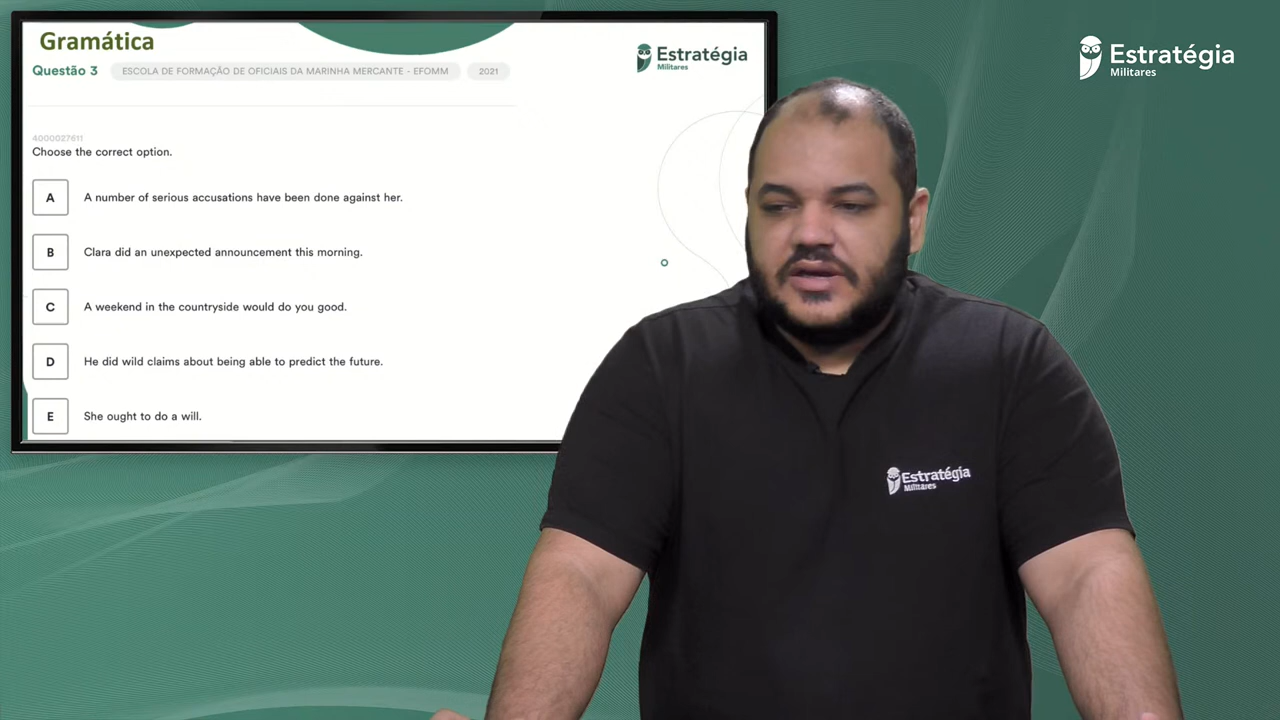 Gramática
Questão 3 ESCOLA DE FORMAÇÃO DE OFICIAIS DA MARINHA MERCANTE - EFOMM 2021
Estratégia
Militares
4000027611
Choose the correct option.
A A number of serious accusations have been done against her.
B Clara did an unexpected announcement this morning.
C A weekend in the countryside would do you good.
D He did wild claims about being able to predict the future.
E She ought to do a will.
Estratégia
Militares
Estratégia
Militares